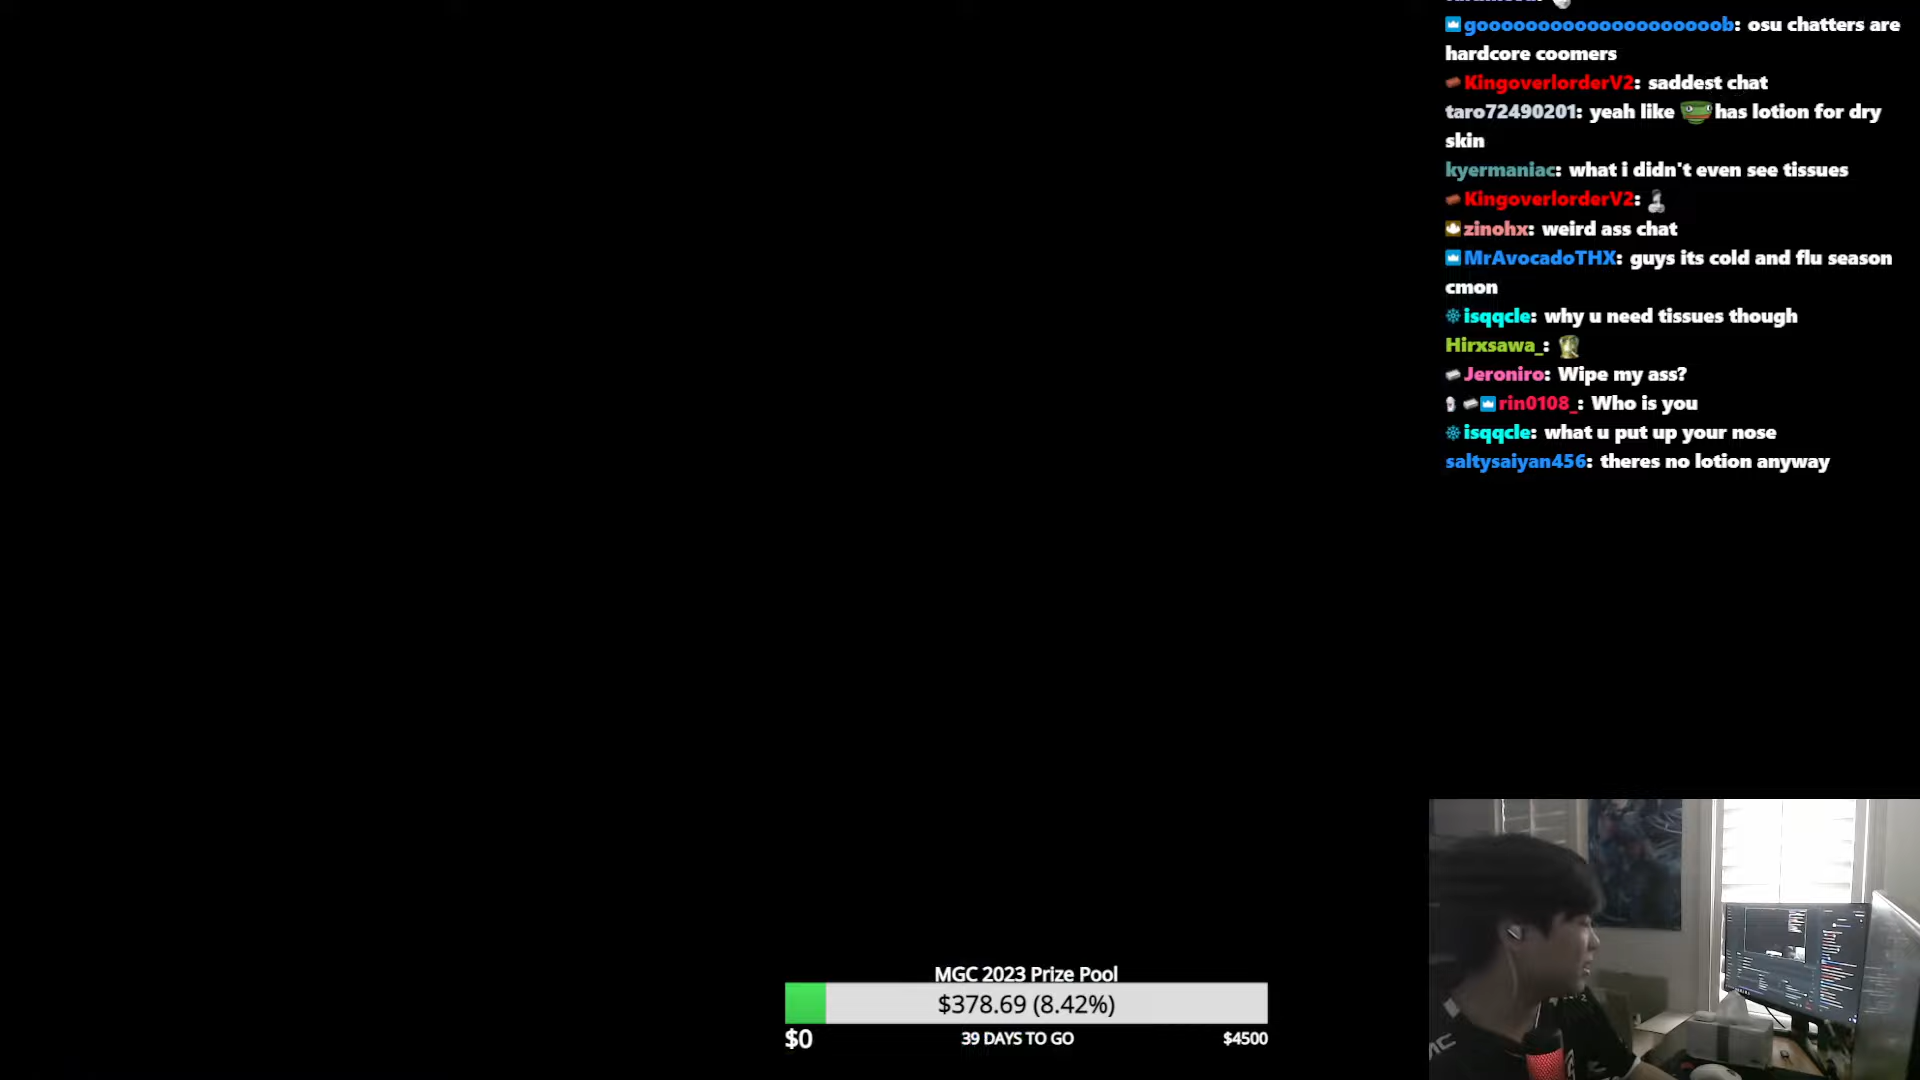 goooooooooooooooooooob: osu chatters are
hardcore coomers
KingoverlorderV2: saddest chat
taro72490201: yeah like has lotion for dry
skin
kyermaniac: what i didn't even see tissues
KingoverlorderV2:
zinohx: weird ass chat
MrAvocadoTHX: guys its cold and flu season
cmon
isqqcle: why u need tissues though
Hirxsawa_:
Jeroniro: Wipe my ass?
rin0108_: Who is you
isqqcle: what u put up your nose
saltysaiyan456: theres no lotion anyway
MGC 2023 Prize Pool
$378.69 (8.42%)
$0 39 DAYS TO GO $4500